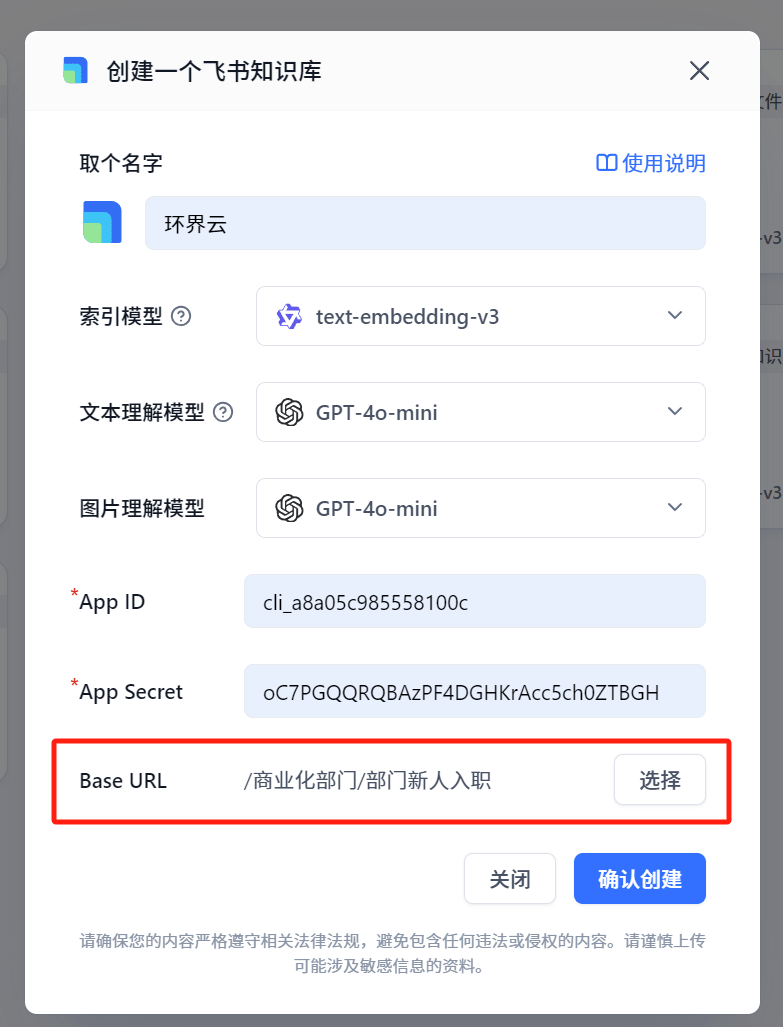 创建一个飞书知识库
取个名字
使用说明
环界云
索引模型
text-embedding-v3
文本理解模型
GPT-4o-mini
图片理解模型
GPT-4o-mini
*App ID
cli_a8a05c985558100c
*App Secret
oC7PGQQRQBAzPF4DGHKrAcc5ch0ZTBGH
Base URL
/商业化部门/部门新人入职
选择
关闭
确认创建
请确保您的内容严格遵守相关法律法规，避免包含任何违法或侵权的内容。请谨慎上传
可能涉及敏感信息的资料。
件
-v3
识
-v3